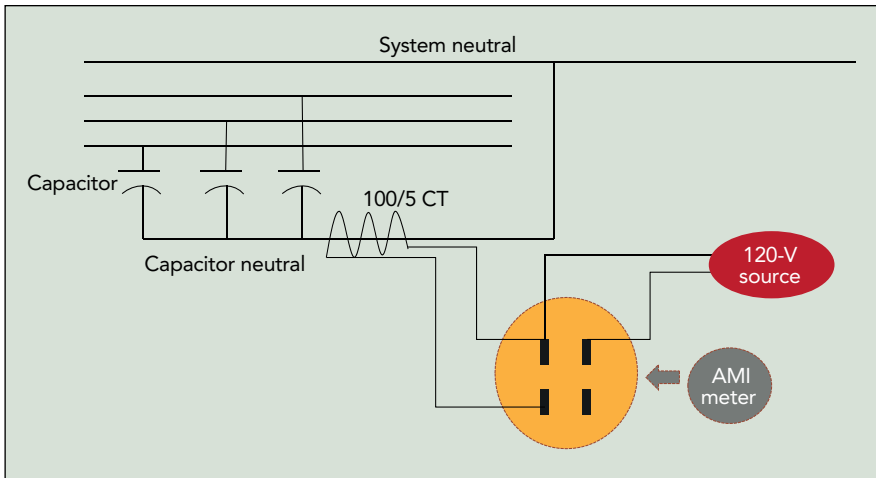 System neutral
Capacitor
100/5 CT
Capacitor neutral
120-V
source
AMI
meter